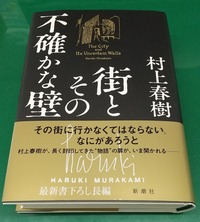 The City
and
Its Uncertain Walls
Haruki Murakami
村上春樹
街と
その
不確かな壁
その街に行かなくてはならない。
なにがあろうと
村上春樹が、長く封印してきた“物語”の扉が、いま開かれる
Haruki
HARUKI MURAKAMI
最新書下ろし長編
新潮社